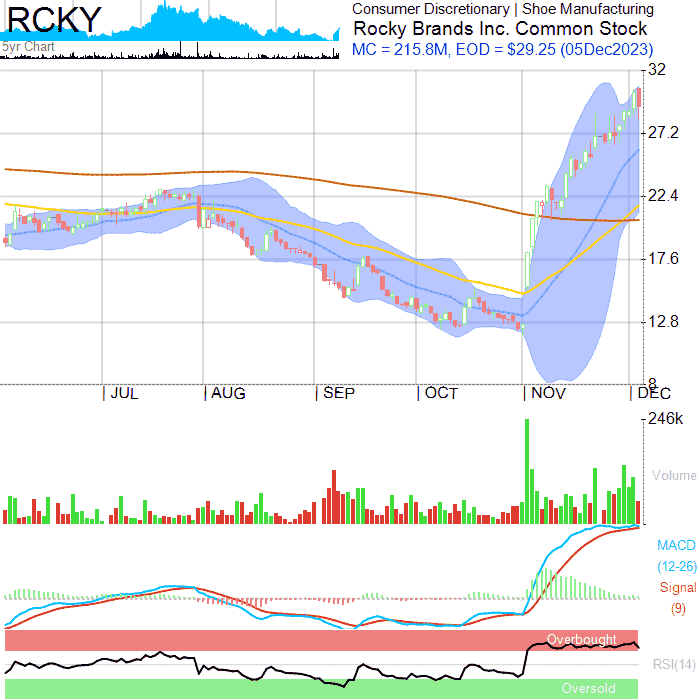 RCKY
5yr Chart
Consumer Discretionary | Shoe Manufacturing
Rocky Brands Inc. Common Stock
MC = 215.8M, EOD = $29.25 (05Dec2023)
32
27.2
22.4
17.6
12.8
8
JUL AUG SEP OCT NOV DEC
246k
Volume
MACD
(12-26)
Signal
(9)
Overbought
RSI(14)
Oversold